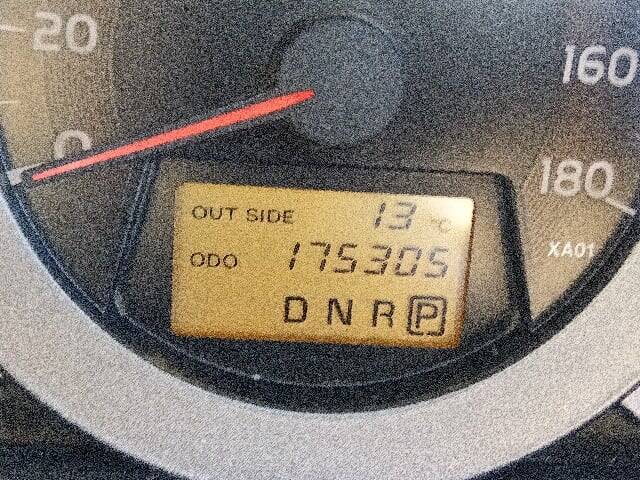 20
160
0
180
OUT SIDE 13 °C
XA01
ODO 175305
D N R P